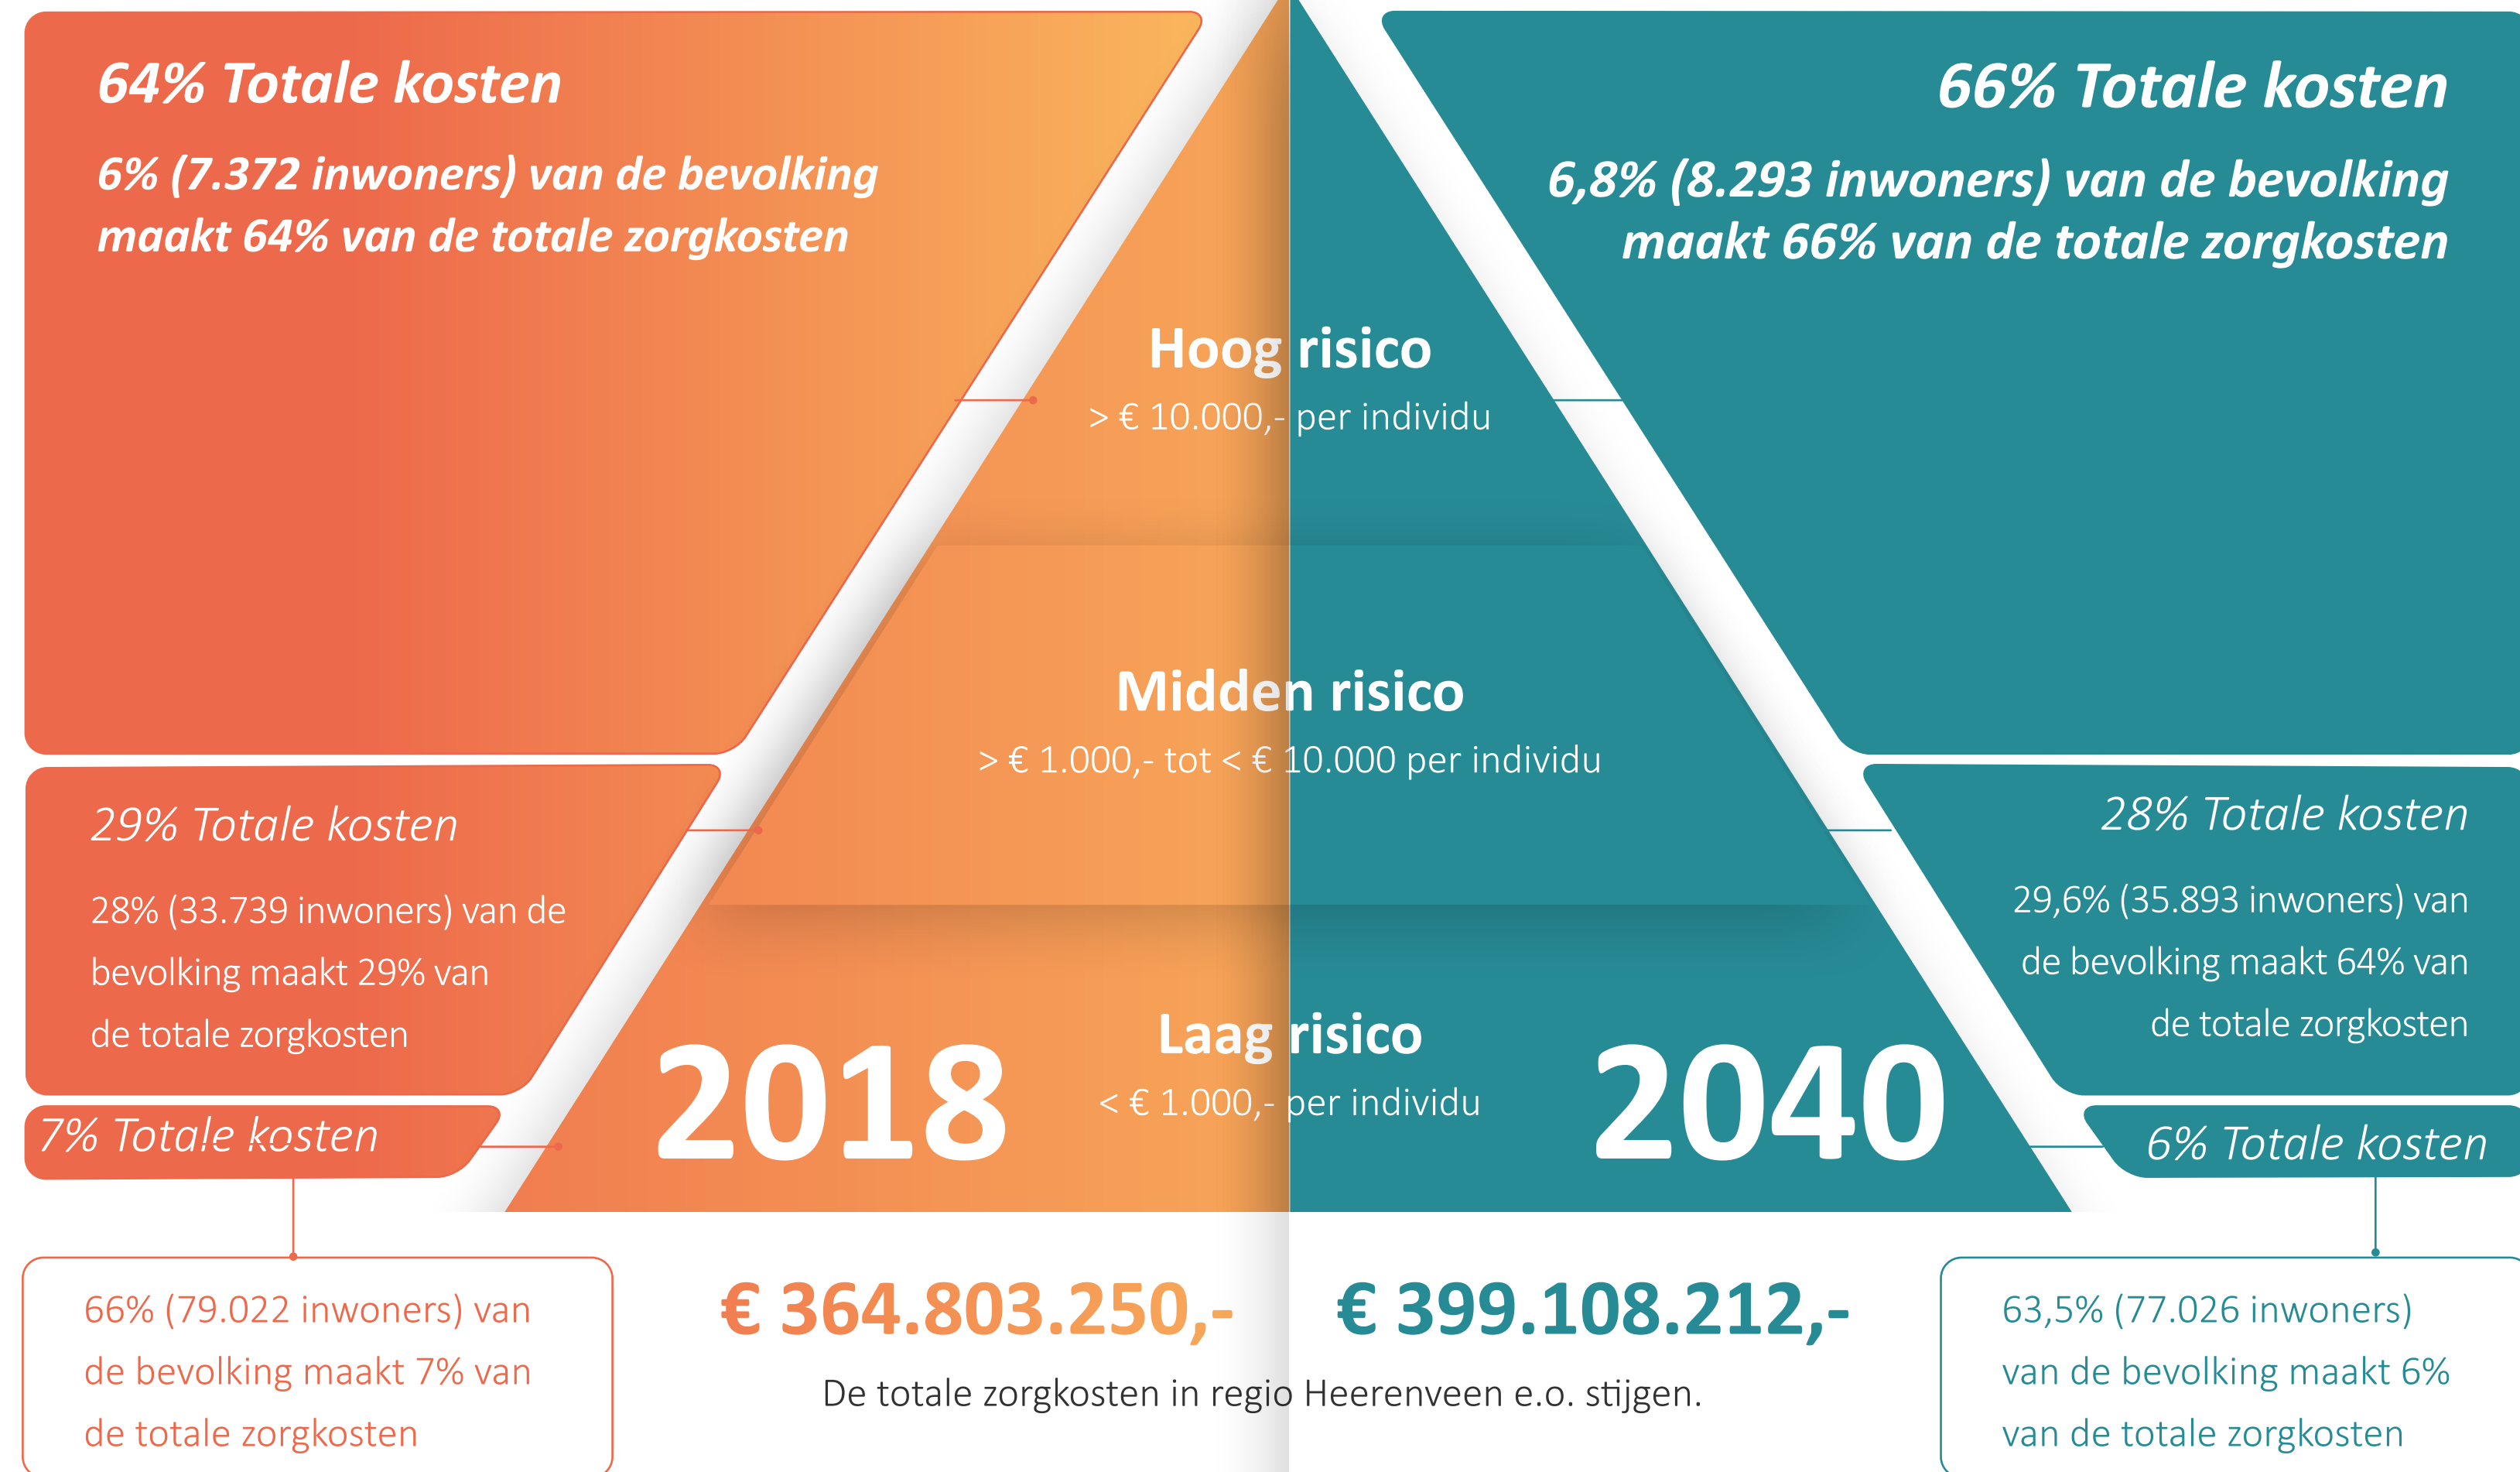 64% Totale kosten
6% (7.372 inwoners) van de bevolking
maakt 64% van de totale zorgkosten
66% Totale kosten
6,8% (8.293 inwoners) van de bevolking
maakt 66% van de totale zorgkosten
Hoog risico
> € 10.000,- per individu
Midden risico
> € 1.000,- tot < € 10.000 per individu
29% Totale kosten
28% (33.739 inwoners) van de
bevolking maakt 29% van
de totale zorgkosten
28% Totale kosten
29,6% (35.893 inwoners) van
de bevolking maakt 64% van
de totale zorgkosten
Laag risico
< € 1.000,- per individu
2018
2040
7% Totale kosten
6% Totale kosten
66% (79.022 inwoners) van
de bevolking maakt 7% van
de totale zorgkosten
€ 364.803.250,-
€ 399.108.212,-
De totale zorgkosten in regio Heerenveen e.o. stijgen.
63,5% (77.026 inwoners)
van de bevolking maakt 6%
van de totale zorgkosten